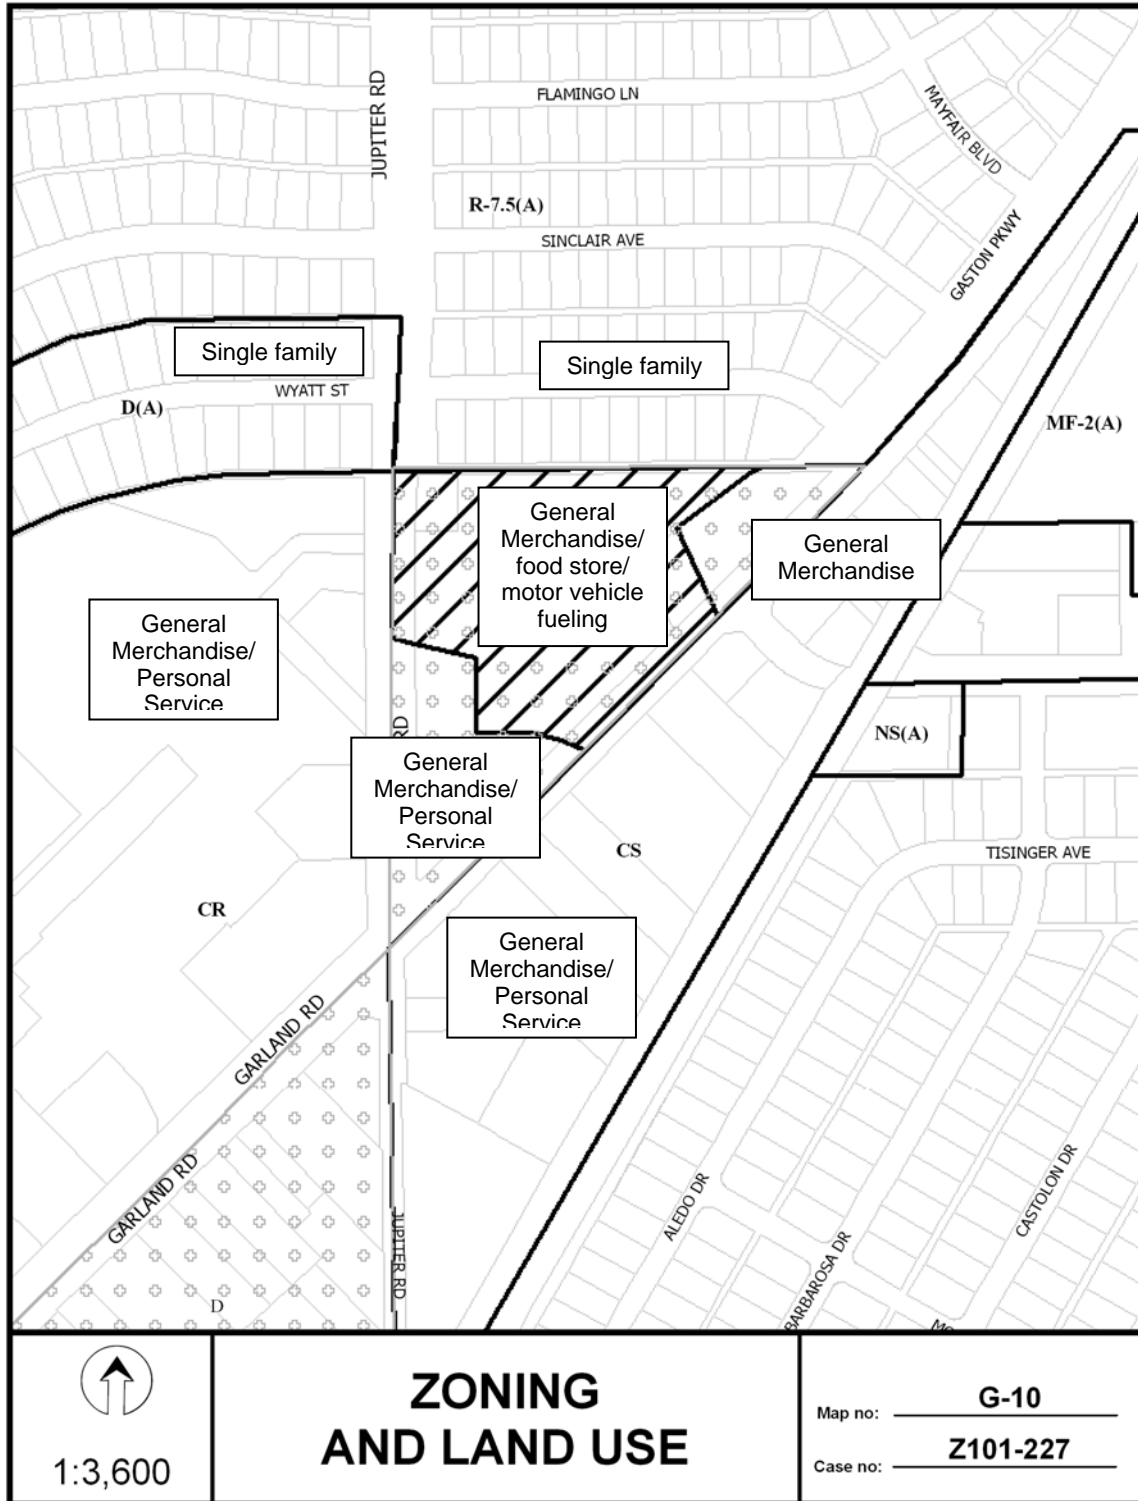 FLAMINGO LN
JUPITER RD
MAYFAIR BLVD
R-7.5(A)
SINCLAIR AVE
GASTON PKWY
Single family
Single family
WYATT ST
D(A)
MF-2(A)
General
Merchandise/
food store/
motor vehicle
fueling
General
Merchandise
General
Merchandise/
Personal
Service
RD
NS(A)
General
Merchandise/
Personal
Service
CS
TISINGER AVE
CR
General
Merchandise/
Personal
Service
GARLAND RD
GARLAND RD
JUPITER RD
ALEDO DR
BARBAROSA DR
CASTOLON DR
D
ZONING
AND LAND USE
1:3,600
Map no: G-10
Case no: Z101-227